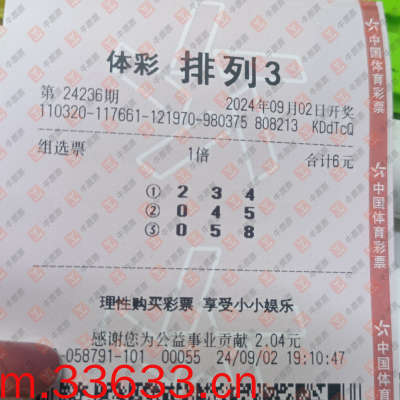 体彩 排列3
第 24236期 2024年09月02日开奖
110320-117661-121970-980375 808213 KDdTcQ
组选票 1倍 合计6元
① 2 3 4
② 0 4 5
③ 0 5 8
理性购买彩票 享受小小娱乐
感谢您为公益事业贡献 2.04元
058791-101 00055 24/09/02 19:10:47
m.33633.cn
中国体育彩票
中国体育彩票
中国体育彩票